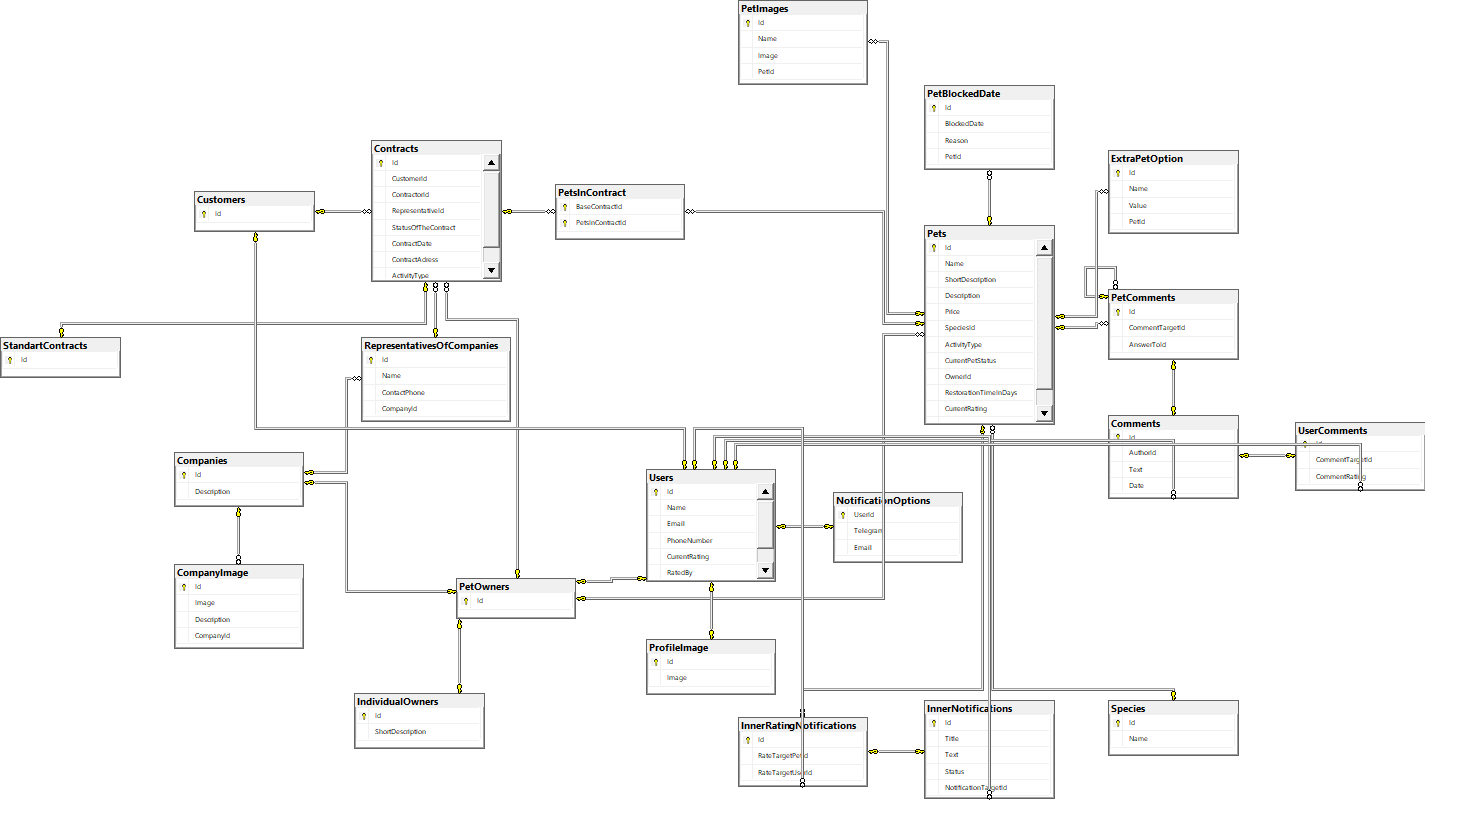 PetImages
Id
Name
Image
PetId
PetBlockedDate
Id
BlockedDate
Reason
PetId
Contracts
Id
CustomerId
ContractorId
RepresentativeId
StatusOfTheContract
ContractDate
ContractAdress
ActivityType
ExtraPetOption
Id
Name
Value
PetId
Customers
Id
PetsInContract
BaseContractId
PetsInContractId
Pets
Id
Name
ShortDescription
Description
Price
SpeciesId
ActivityType
CurrentPetStatus
OwnerId
RestorationTimeInDays
CurrentRating
PetComments
Id
CommentTargetId
AnswerToId
StandartContracts
Id
RepresentativesOfCompanies
Id
Name
ContactPhone
CompanyId
Comments
Id
AuthorId
Text
Date
UserComments
Id
CommentTargetId
CommentRating
Companies
Id
Description
Users
Id
Name
Email
PhoneNumber
CurrentRating
RatedBy
NotificationOptions
UserId
Telegram
Email
CompanyImage
Id
Image
Description
CompanyId
PetOwners
Id
ProfileImage
Id
Image
IndividualOwners
Id
ShortDescription
InnerRatingNotifications
Id
RateTargetPetId
RateTargetUserId
InnerNotifications
Id
Title
Text
Status
NotificationTargetId
Species
Id
Name